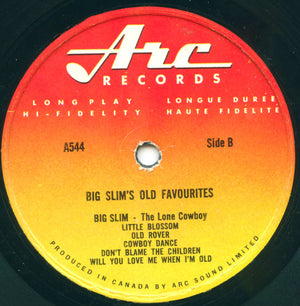 Arc
RECORDS
LONG PLAY LONGUE DURÉE
HI-FIDELITY HAUTE FIDELITE
A544 Side B
BIG SLIM'S OLD FAVOURITES
BIG SLIM - The Lone Cowboy
LITTLE BLOSSOM
OLD ROVER
COWBOY DANCE
DON'T BLAME THE CHILDREN
WILL YOU LOVE ME WHEN I'M OLD
PRODUCED IN CANADA BY ARC SOUND LIMITED